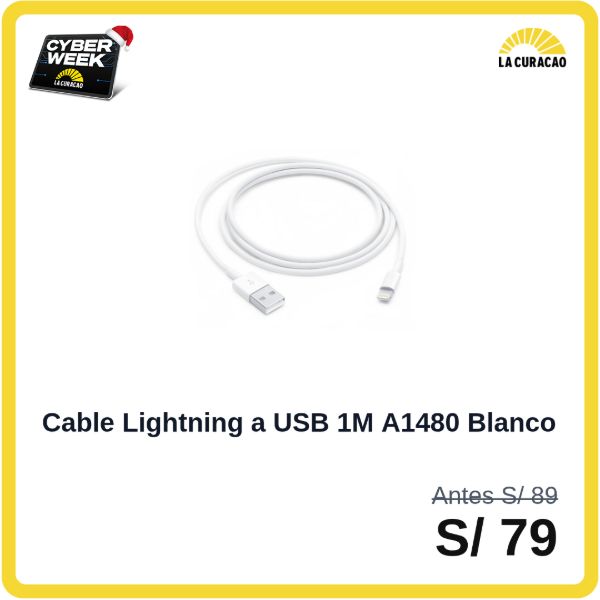 CYBER
WEEK
LA CURACAO
LA CURACAO
Cable Lightning a USB 1M A1480 Blanco
Antes S/ 89
S/ 79